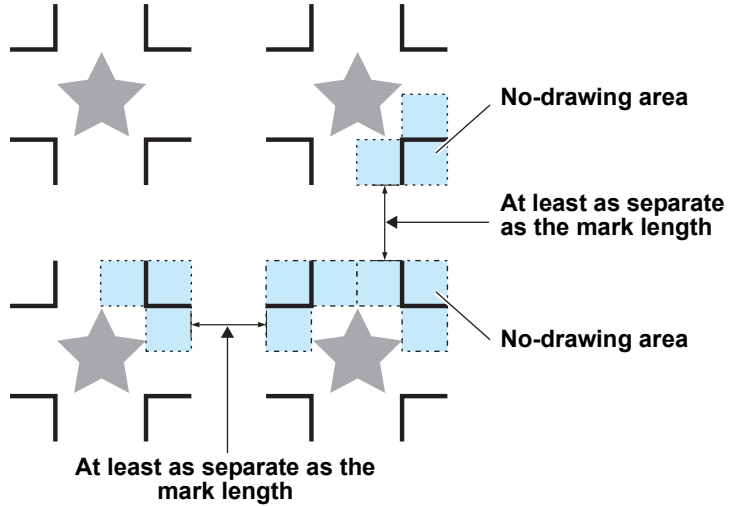 No-drawing area
At least as separate
as the mark length
No-drawing area
At least as separate as the
mark length